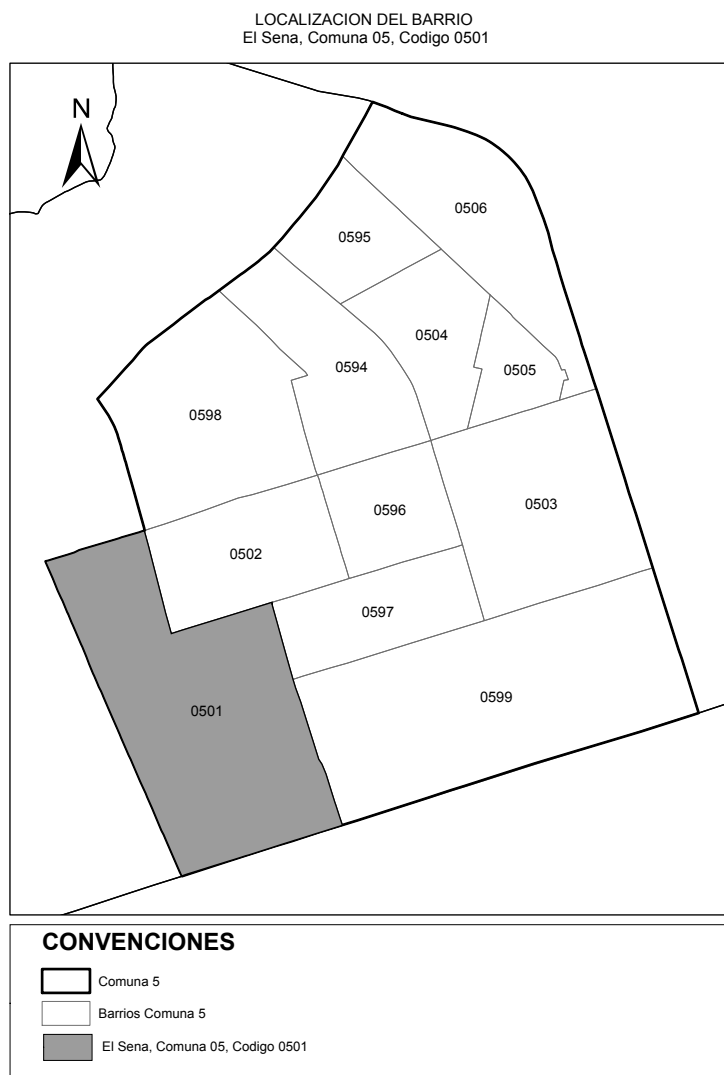 LOCALIZACION DEL BARRIO
El Sena, Comuna 05, Codigo 0501
N
0506
0595
0504
0594
0505
0598
0503
0596
0502
0597
0599
0501
CONVENCIONES
Comuna 5
Barrios Comuna 5
El Sena, Comuna 05, Codigo 0501